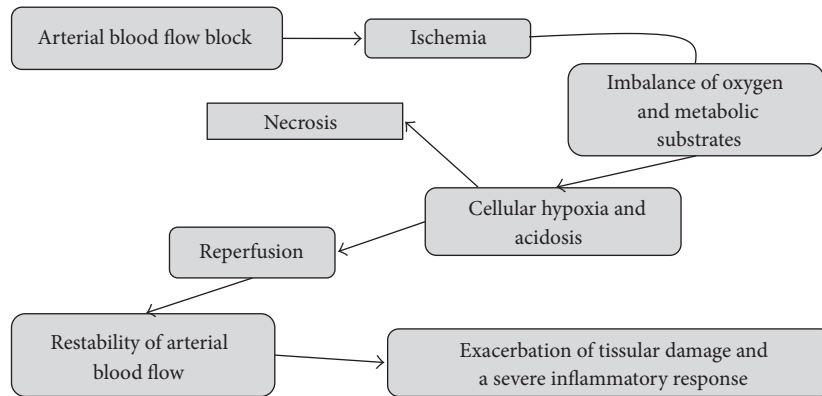 Arterial blood flow block
Ischemia
Imbalance of oxygen
and metabolic
substrates
Necrosis
Cellular hypoxia and
acidosis
Reperfusion
Restability of arterial
blood flow
Exacerbation of tissular damage and
a severe inflammatory response